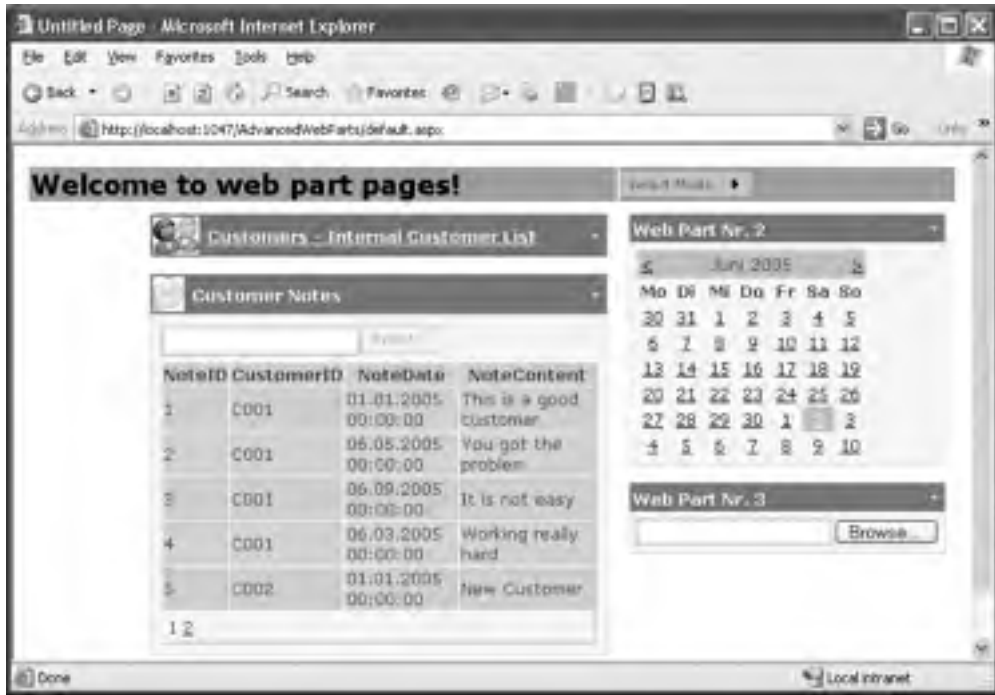 Untitled Page - Microsoft Internet Explorer
File Edit View Favorites Tools Help
Back Search Favorites
Address http://localhost:1047/AdvancedWebParts/default.aspx Go Links
Welcome to web part pages!
Select Mode
Customers - Internal Customer List
Customer Notes
NoteID CustomerID NoteDate NoteContent
1 C001 01.01.2005 00:00:00 This is a good customer
2 C001 06.05.2005 00:00:00 You got the problem
3 C001 06.09.2005 00:00:00 It is not easy
4 C001 06.03.2005 00:00:00 Working really hard
5 C002 01.01.2005 00:00:00 New Customer
1 2
Web Part Nr. 2
< Juni 2005 >
Mo Di Mi Do Fr Sa So
30 31 1 2 3 4 5
6 7 8 9 10 11 12
13 14 15 16 17 18 19
20 21 22 23 24 25 26
27 28 29 30 1 3
4 5 6 7 8 9 10
Web Part Nr. 3
Browse...
Done Local intranet